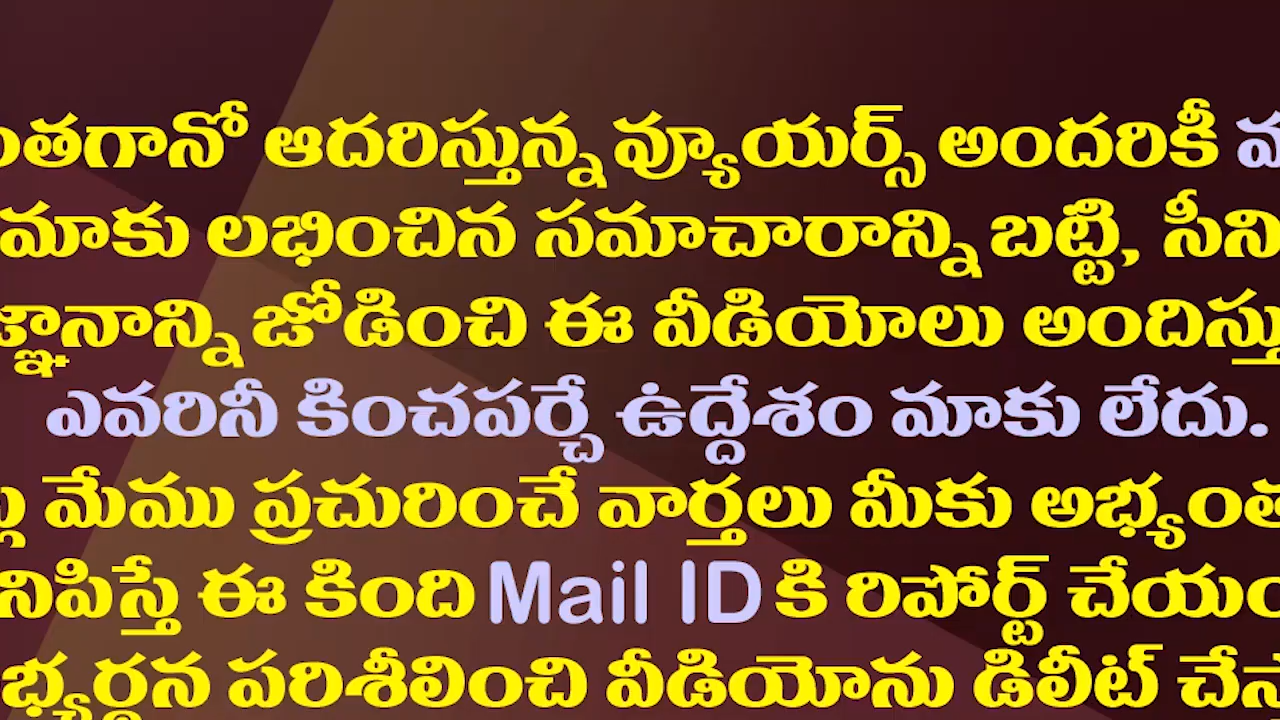 ంతగానో ఆదరిస్తున్న వ్యూయర్స్ అందరికీ
మాకు లభించిన సమాచారాన్ని బట్టి, సీని
జ్ఞానాన్ని జోడించి ఈ వీడియోలు అందిస్తు
ఎవరినీ కించపర్చే ఉద్దేశం మాకు లేదు.
మేము ప్రచురించే వార్తలు మీకు అభ్యంత
నిపిస్తే ఈ కింది Mail ID కి రిపోర్ట్ చేయం
భ్యర్థన పరిశీలించి వీడియోను డిలీట్ చేస